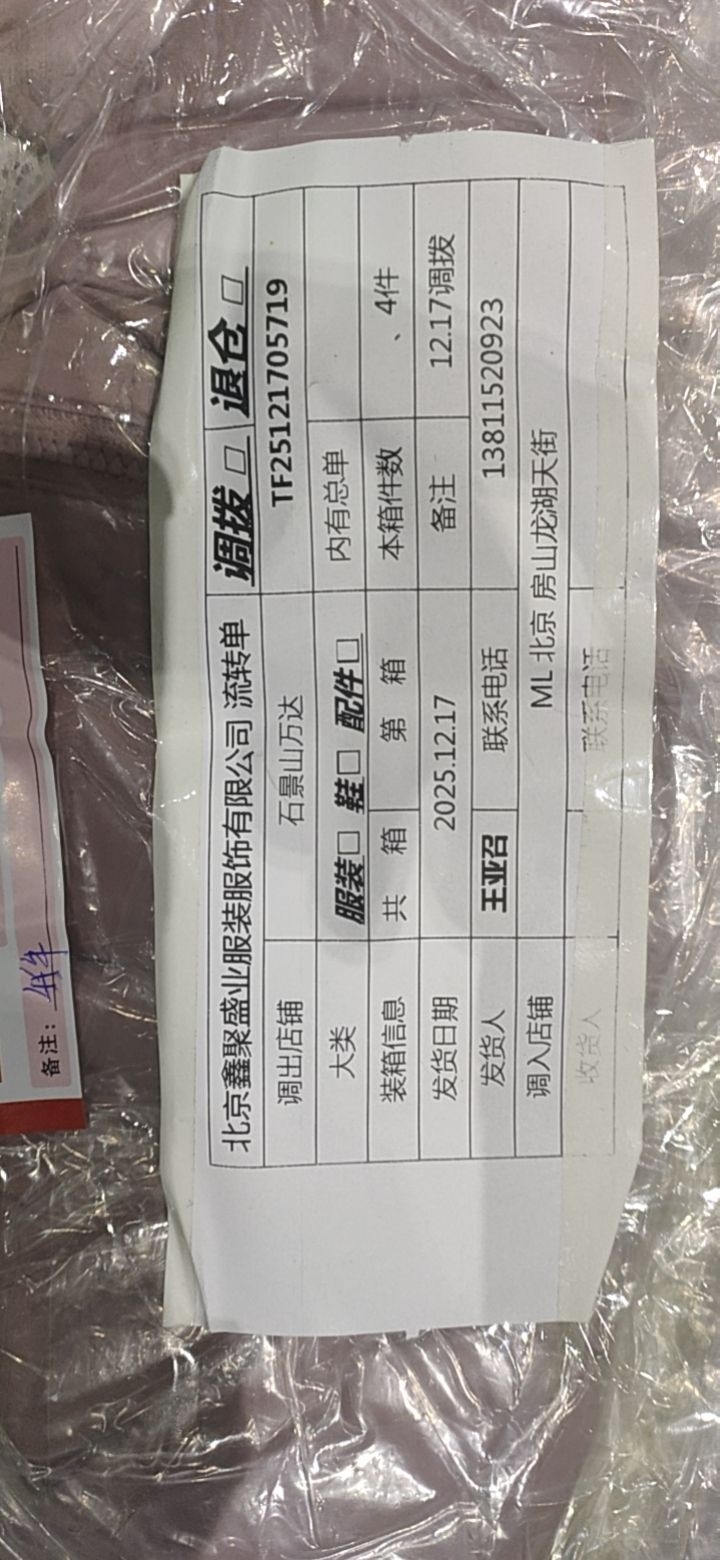 北京鑫聚盛业服装服饰有限公司 流转单 调拨□ 退仓□
调出店铺 石景山万达 TF25121705719
大类 服装□ 鞋□ 配件□ 内有总单
装箱信息 共 箱 第 箱 本箱件数 、4件
发货日期 2025.12.17 备注 12.17调拨
发货人 王亚召 联系电话 13811520923
调入店铺 ML 北京 房山龙湖天街
收货人 联系电话
备注：